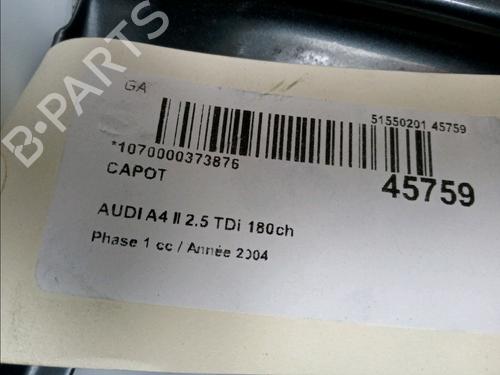 B-PARTS
GA
51550201 45759
*1070000373876
45759
CAPOT
AUDI A4 II 2.5 TDi 180ch
Phase 1 cc / Année 2004